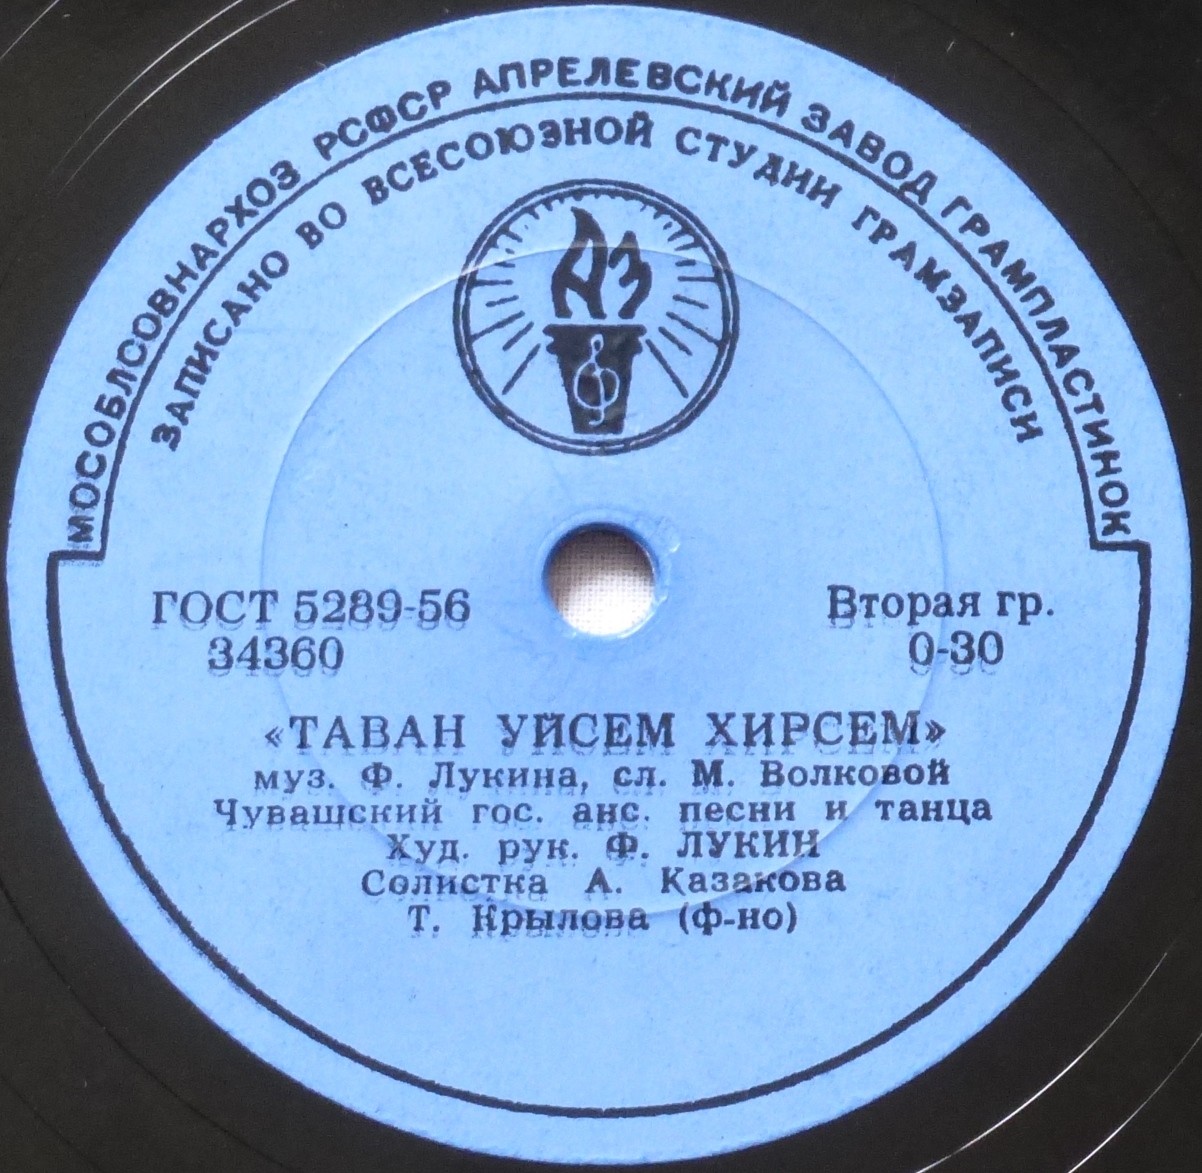 МОСОБЛСОВНАРХОЗ РСФСР АПРЕЛЕВСКИЙ ЗАВОД ГРАМПЛАСТИНОК
ЗАПИСАНО ВО ВСЕСОЮЗНОЙ СТУДИИ ГРАМЗАПИСИ
АЗ
ГОСТ 5289-56
Вторая гр.
34360
0-30
«ТАВАН УЙСЕМ ХИРСЕМ»
муз. Ф. Лукина, сл. М. Волковой
Чувашский гос. анс. песни и танца
Худ. рук. Ф. ЛУКИН
Солистка А. Казакова
Т. Крылова (ф-но)